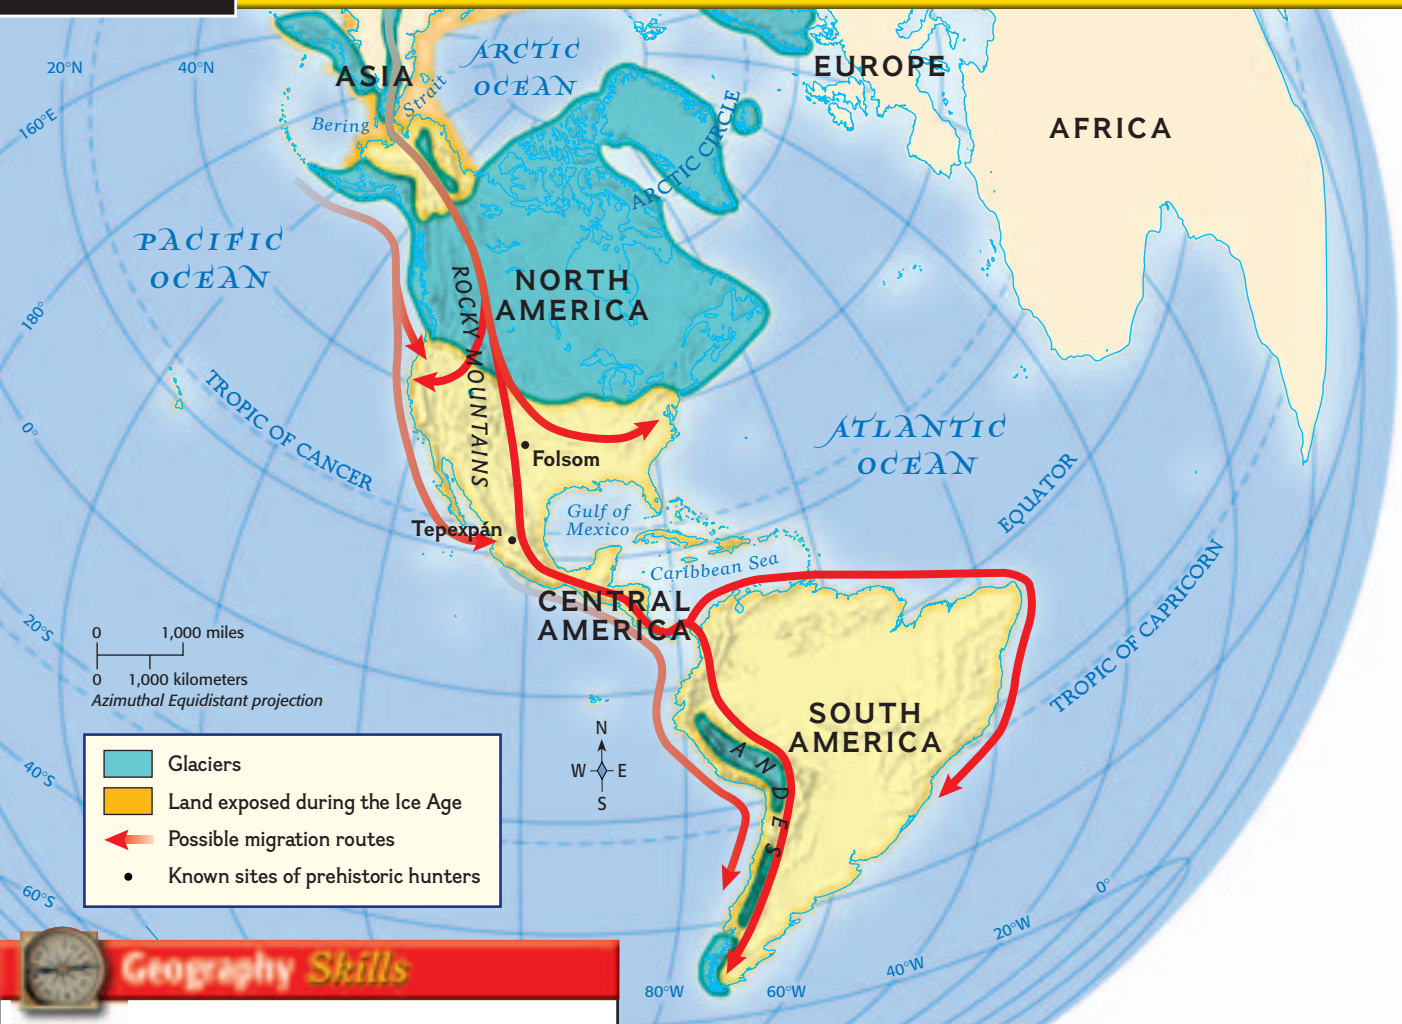 ARCTIC
OCEAN
EUROPE
20°N
40°N
ASIA
Strait
Bering
160°E
ARCTIC CIRCLE
AFRICA
PACIFIC
OCEAN
NORTH
AMERICA
ROCKY MOUNTAINS
180°
TROPIC OF CANCER
0°
ATLANTIC
OCEAN
Folsom
EQUATOR
Gulf of
Mexico
Tepexpán
Caribbean Sea
CENTRAL
AMERICA
TROPIC OF CAPRICORN
20°S
0 1,000 miles
0 1,000 kilometers
Azimuthal Equidistant projection
SOUTH
AMERICA
ANDES
N
W E
S
40°S
Glaciers
Land exposed during the Ice Age
Possible migration routes
Known sites of prehistoric hunters
60°S
0°
20°W
40°W
80°W 60°W
Geography Skills